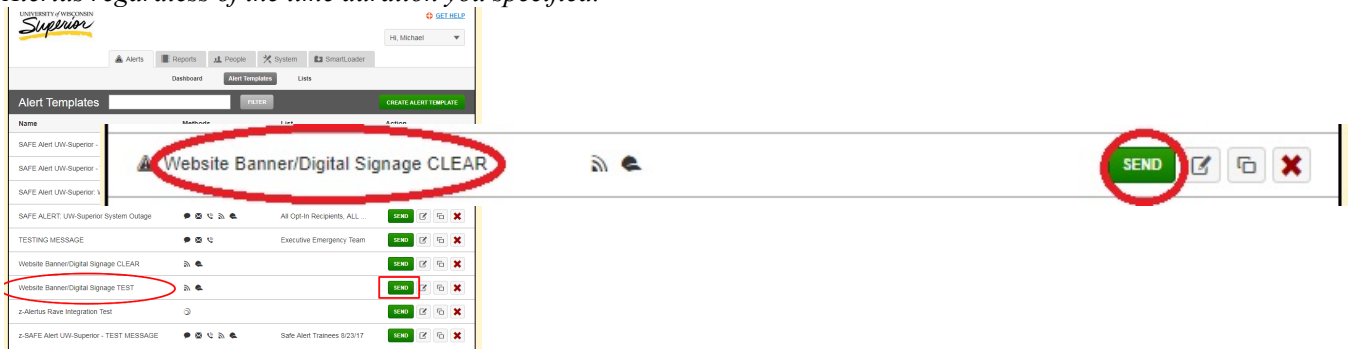 Alertus regardless of the time duration you specified.
UNIVERSITY of WISCONSIN
Superior
GET HELP
Hi, Michael
Alerts Reports People System SmartLoader
Dashboard Alert Templates Lists
Alert Templates FILTER CREATE ALERT TEMPLATE
Name Methods List Action
SAFE Alert UW-Superior -
SAFE Alert UW-Superior -
SAFE Alert UW-Superior:
Website Banner/Digital Signage CLEAR SEND
SAFE ALERT: UW-Superior System Outage All Opt-In Recipients, ALL ... SEND
TESTING MESSAGE Executive Emergency Team SEND
Website Banner/Digital Signage CLEAR SEND
Website Banner/Digital Signage TEST SEND
z-Alertus Rave Integration Test SEND
z-SAFE Alert UW-Superior - TEST MESSAGE Safe Alert Trainees 8/23/17 SEND